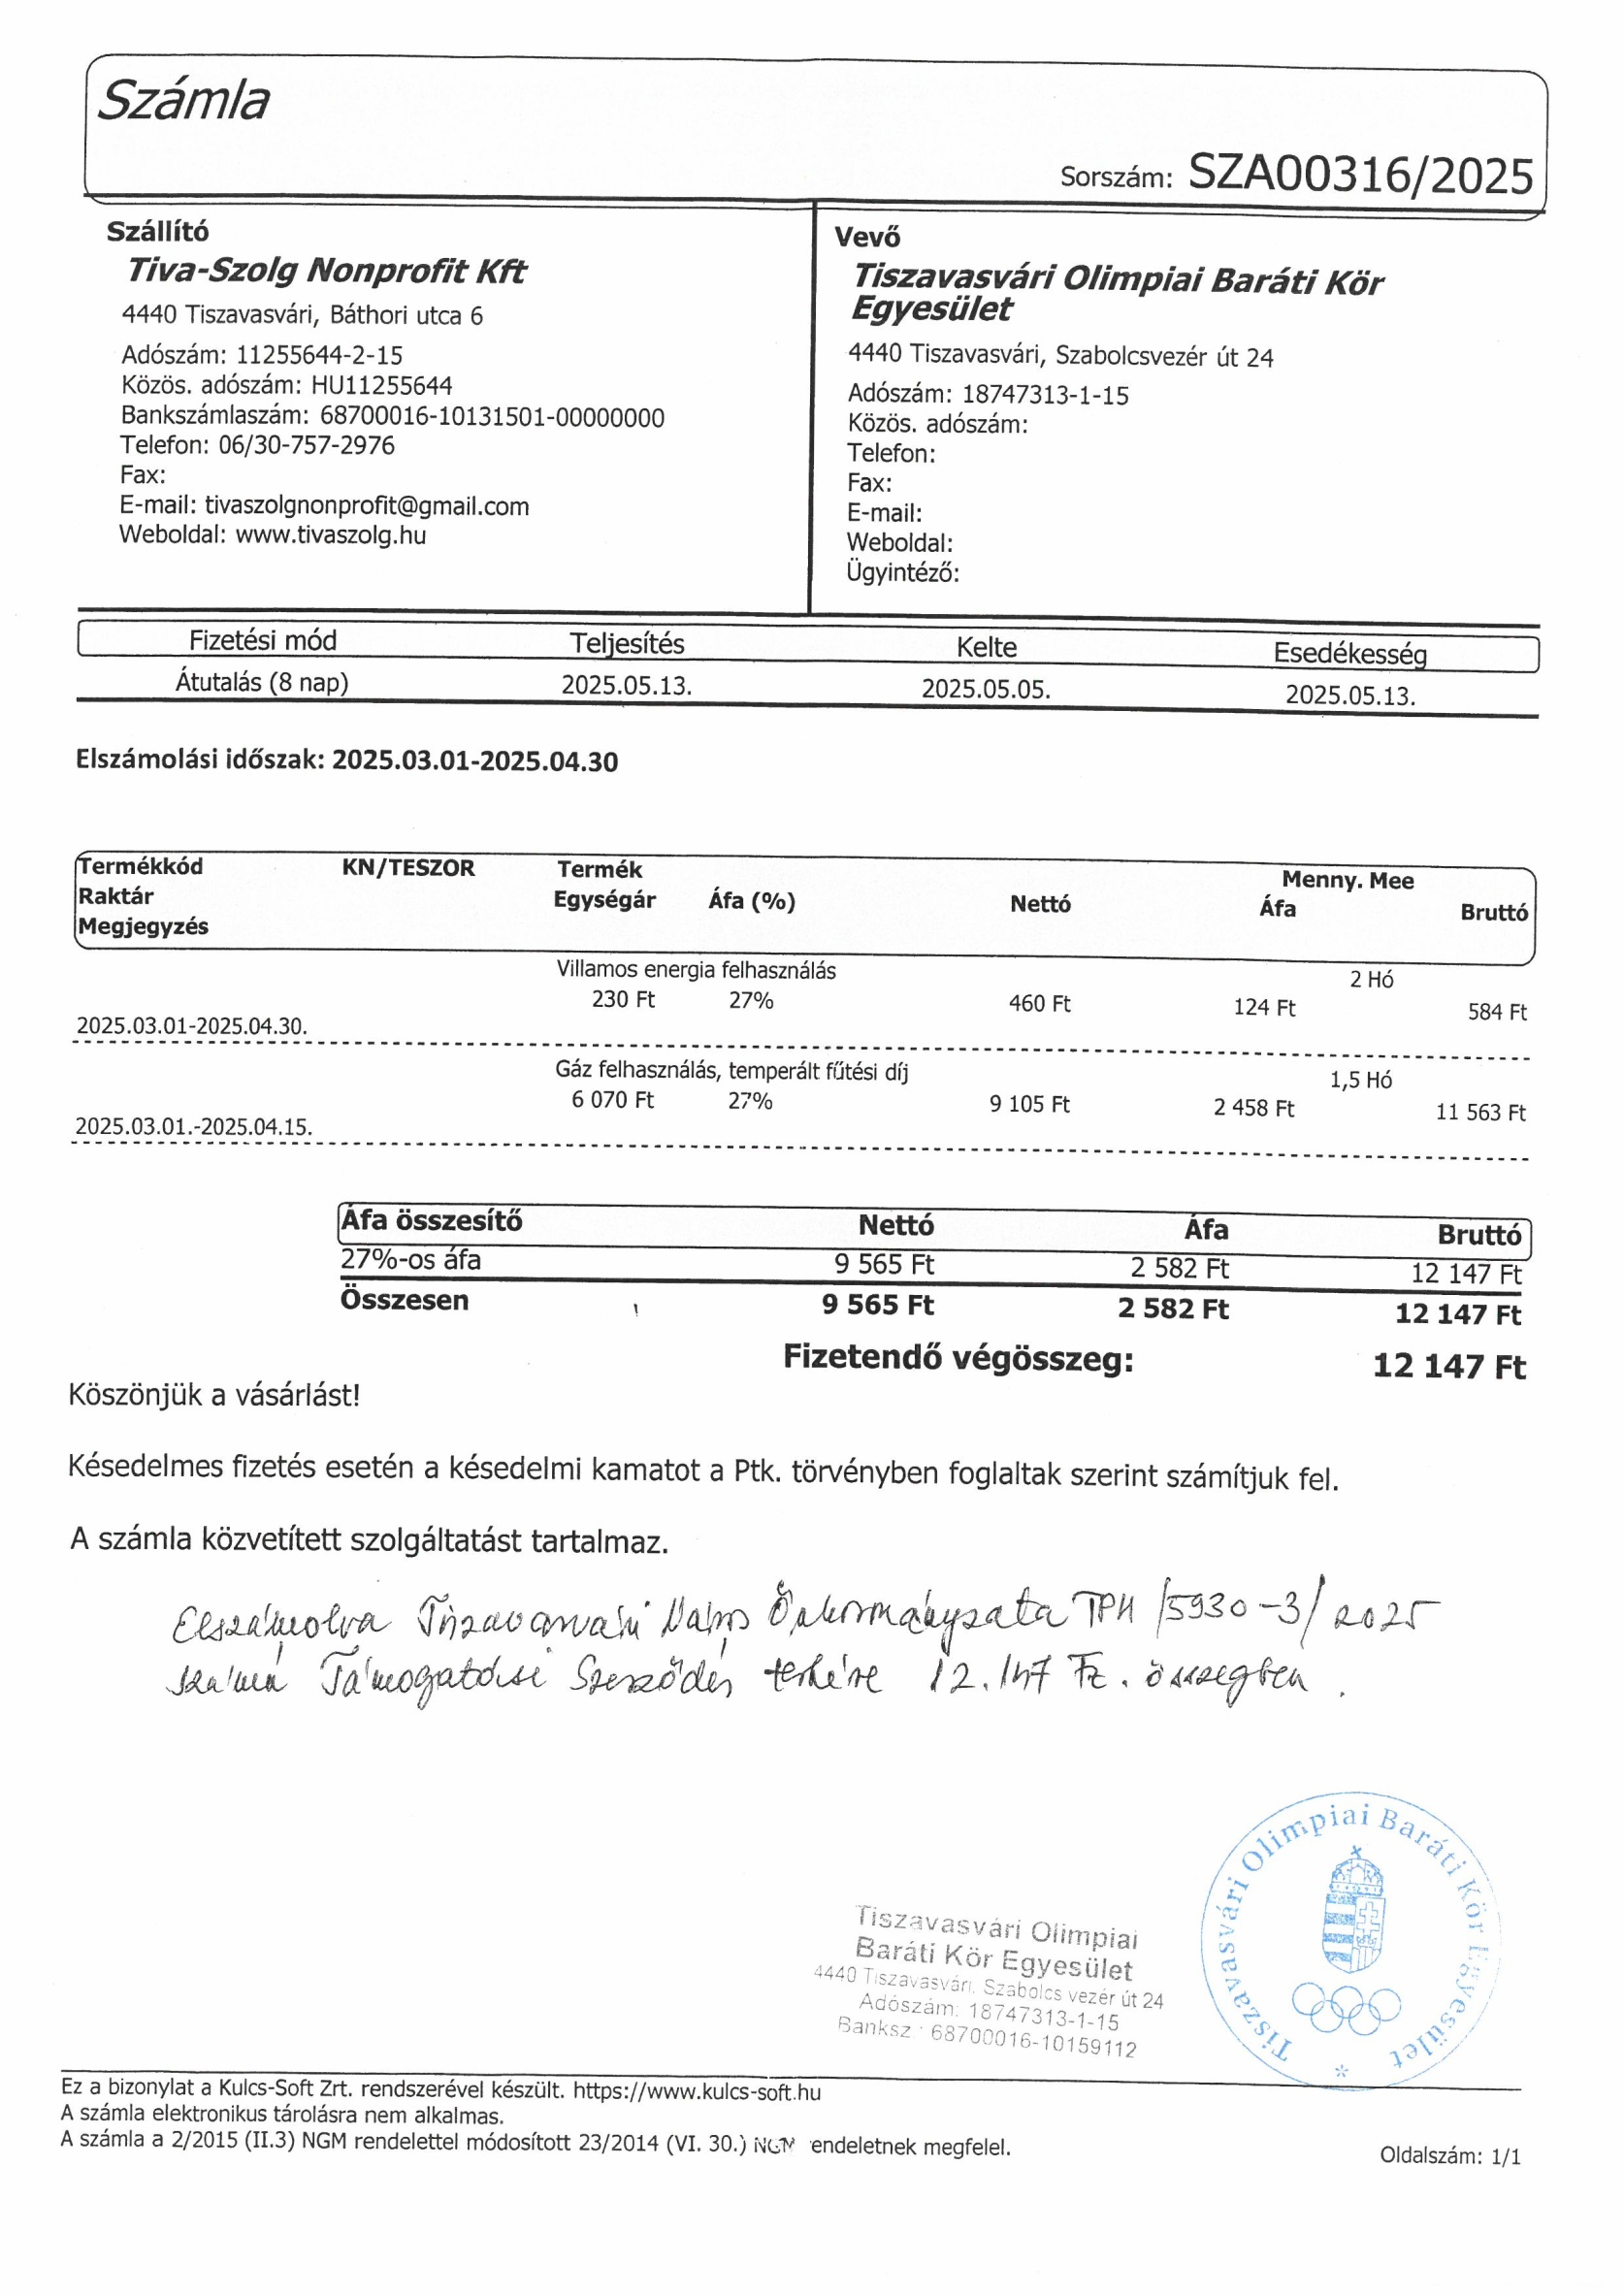 Számla
Sorszám: SZA00316/2025
Szállító
Tiva-Szolg Nonprofit Kft
4440 Tiszavasvári, Báthori utca 6
Adószám: 11255644-2-15
Közös. adószám: HU11255644
Bankszámlaszám: 68700016-10131501-00000000
Telefon: 06/30-757-2976
Fax:
E-mail: tivaszolgnonprofit@gmail.com
Weboldal: www.tivaszolg.hu
Vevő
Tiszavasvári Olimpiai Baráti Kör
Egyesület
4440 Tiszavasvári, Szabolcsvezér út 24
Adószám: 18747313-1-15
Közös. adószám:
Telefon:
Fax:
E-mail:
Weboldal:
Ügyintéző:
Fizetési mód Teljesítés Kelte Esedékesség
Átutalás (8 nap) 2025.05.13. 2025.05.05. 2025.05.13.
Elszámolási időszak: 2025.03.01-2025.04.30
Termékkód KN/TESZOR Termék Menny. Mee
Raktár Egységár Áfa (%) Nettó Áfa Bruttó
Megjegyzés
Villamos energia felhasználás 2 Hó
230 Ft 27% 460 Ft 124 Ft 584 Ft
2025.03.01-2025.04.30.
Gáz felhasználás, temperált fűtési díj 1,5 Hó
6 070 Ft 27% 9 105 Ft 2 458 Ft 11 563 Ft
2025.03.01.-2025.04.15.
Áfa összesítő Nettó Áfa Bruttó
27%-os áfa 9 565 Ft 2 582 Ft 12 147 Ft
Összesen 9 565 Ft 2 582 Ft 12 147 Ft
Fizetendő végösszeg: 12 147 Ft
Köszönjük a vásárlást!
Késedelmes fizetés esetén a késedelmi kamatot a Ptk. törvényben foglaltak szerint számítjuk fel.
A számla közvetített szolgáltatást tartalmaz.
Elszámolva Tiszavasvári Város Önkormányzata TPH/5930-3/2025
számú Támogatási Szerződés terhére 12.147 Ft. összegben.
Tiszavasvári Olimpiai
Baráti Kör Egyesület
4440 Tiszavasvári, Szabolcs vezér út 24
Adószám: 18747313-1-15
Banksz.: 68700016-10159112
Tiszavasvári Olimpiai Baráti Kör Egyesület *
Ez a bizonylat a Kulcs-Soft Zrt. rendszerével készült. https://www.kulcs-soft.hu
A számla elektronikus tárolásra nem alkalmas.
A számla a 2/2015 (II.3) NGM rendelettel módosított 23/2014 (VI. 30.) NGM rendeletnek megfelel.
Oldalszám: 1/1